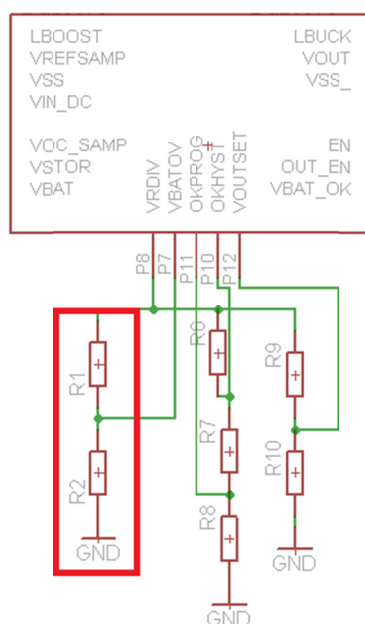 LBOOST LBUCK
VREFSAMP VOUT
VSS VSS_
VIN_DC
VOC_SAMP EN
VSTOR OUT_EN
VBAT VBAT_OK
VRDIV
VBATOV
OKPROG
OKHYST
VOUTSET
P8
P7
P11
P10
P12
R1
R6
R9
R2
R7
R10
R8
GND
GND
GND